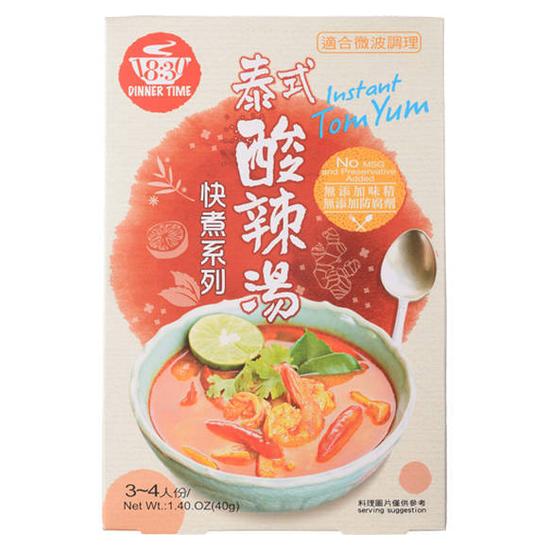 適合微波調理
83
DINNER TIME
泰式
酸辣湯
快煮系列
Instant
Tom Yum
No MSG
and Preservative
Added
無添加味精
無添加防腐劑
3~4人份/
Net Wt.:1.40.OZ(40g)
料理圖片僅供參考
serving suggestion